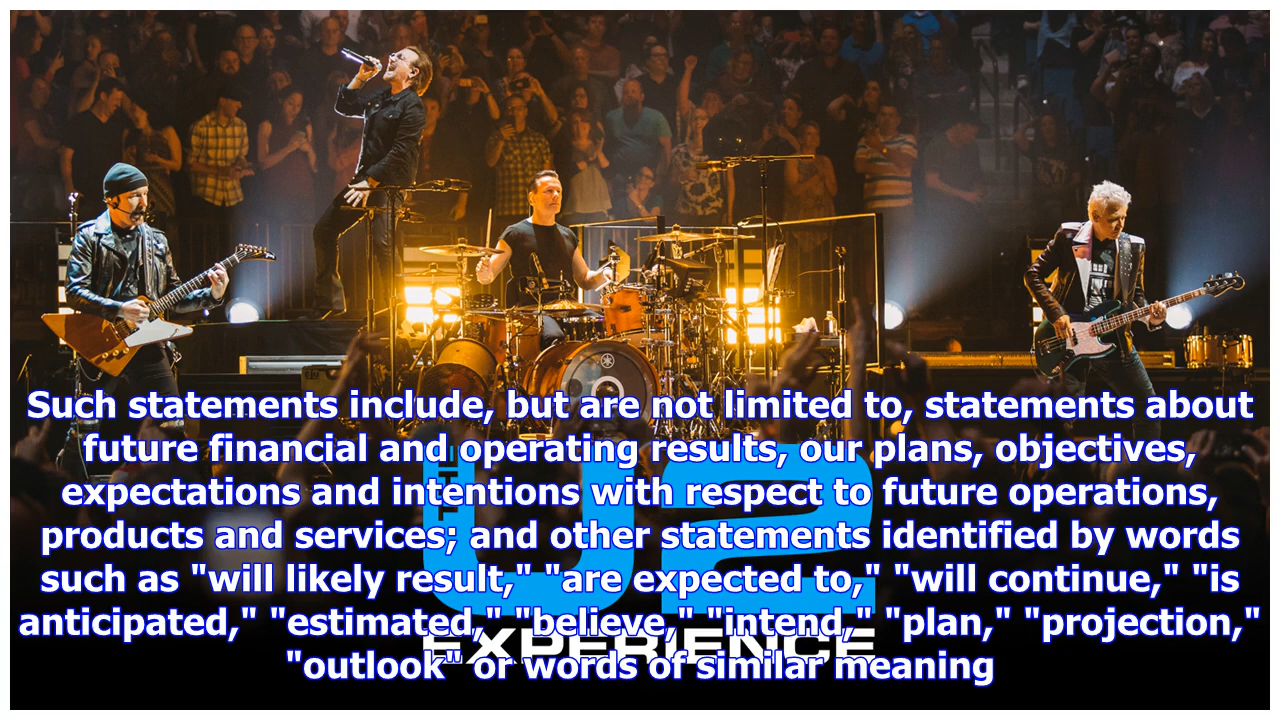 Such statements include, but are not limited to, statements about
future financial and operating results, our plans, objectives,
expectations and intentions with respect to future operations,
products and services; and other statements identified by words
such as "will likely result," "are expected to," "will continue," "is
anticipated," "estimated," "believe," "intend," "plan," "projection,"
"outlook" or words of similar meaning
THE
U2
EXPERIENCE